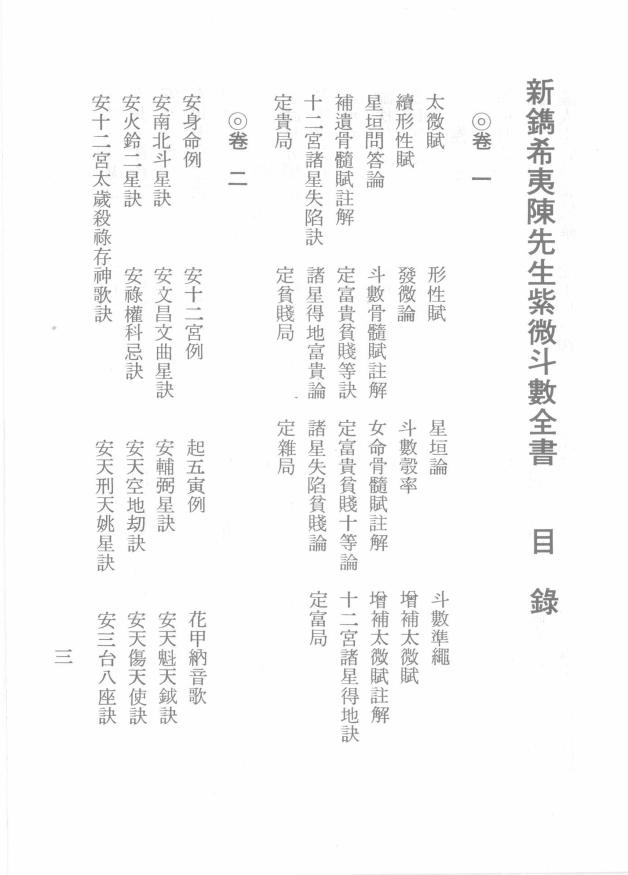 新鐫希夷陳先生紫微斗數全書　目錄
◎卷一
太微賦　形性賦　星垣論　斗數準繩
續形性賦　發微論　斗數彀率　增補太微賦
星垣問答論　斗數骨髓賦註解　女命骨髓賦註解　增補太微賦註解
補遺骨髓賦註解　定富貴貧賤等訣　定富貴貧賤十等論　十二宮諸星得地訣
十二宮諸星失陷訣　諸星得地富貴論　諸星失陷貧賤論　定富局
定貴局　定貧賤局　定雜局
◎卷二
安身命例　安十二宮例　起五寅例　花甲納音歌
安南北斗星訣　安文昌文曲星訣　安輔弼星訣　安天魁天鉞訣
安火鈴二星訣　安祿權科忌訣　安天空地劫訣　安天傷天使訣
安十二宮太歲殺祿存神歌訣　安天刑天姚星訣　安三台八座訣
三